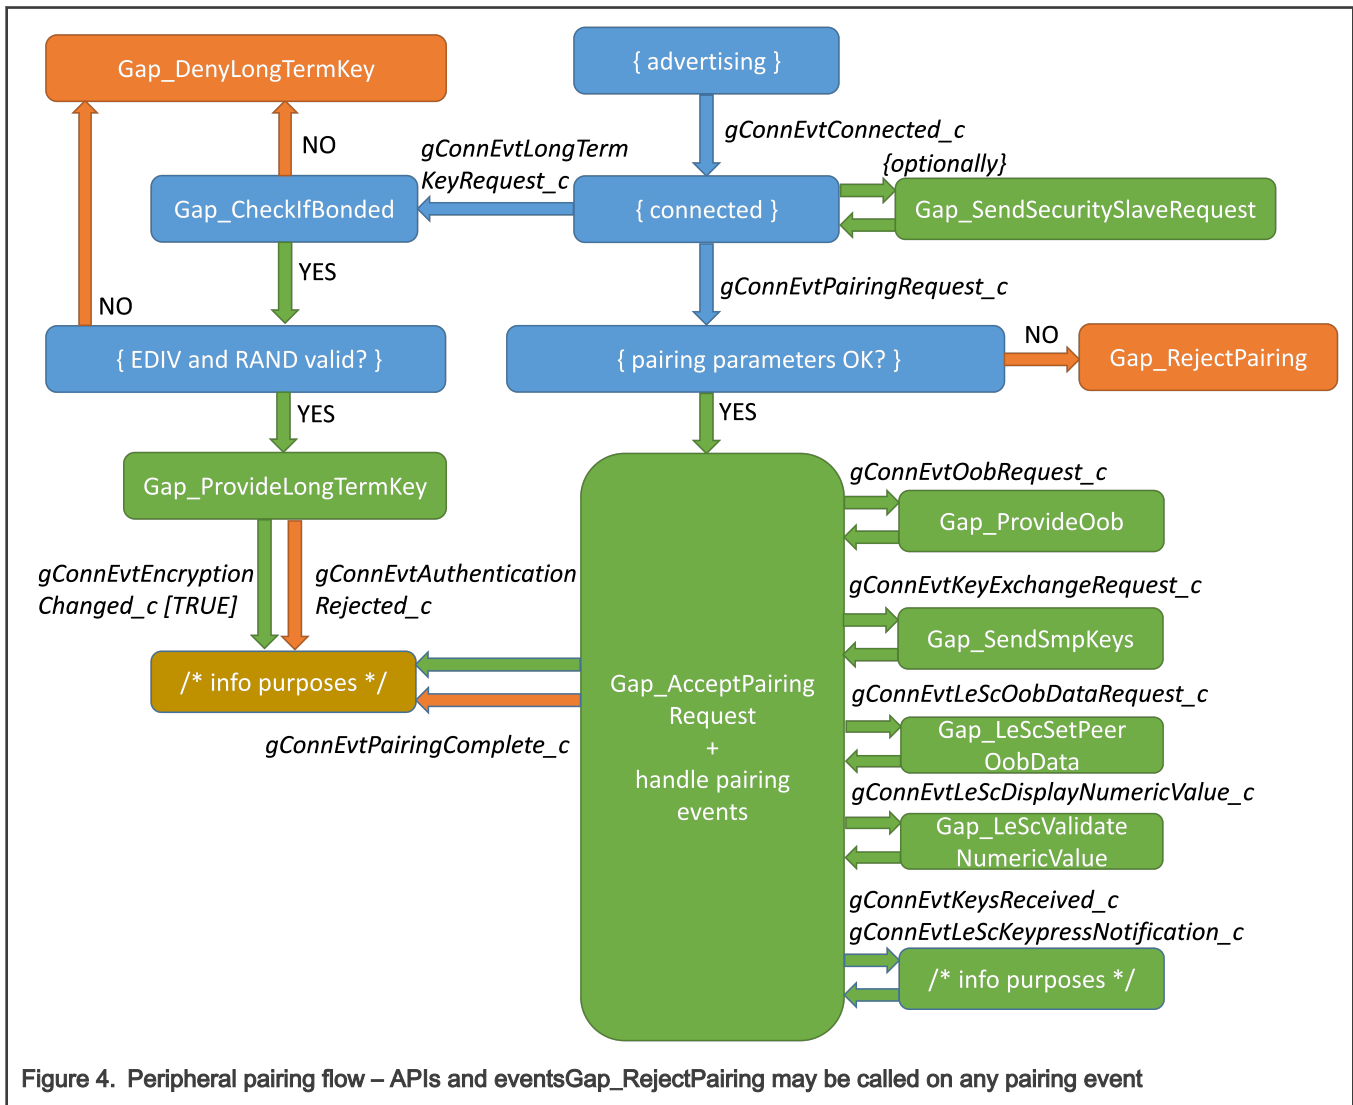 Gap_DenyLongTermKey
{ advertising }
gConnEvtConnected_c
{optionally}
NO
gConnEvtLongTerm
KeyRequest_c
Gap_CheckIfBonded
{ connected }
Gap_SendSecuritySlaveRequest
YES
gConnEvtPairingRequest_c
NO
{ EDIV and RAND valid? }
{ pairing parameters OK? }
NO
Gap_RejectPairing
YES
YES
Gap_ProvideLongTermKey
gConnEvtOobRequest_c
Gap_ProvideOob
gConnEvtEncryption
Changed_c [TRUE]
gConnEvtAuthentication
Rejected_c
gConnEvtKeyExchangeRequest_c
Gap_SendSmpKeys
/* info purposes */
Gap_AcceptPairing
Request
+
handle pairing
events
gConnEvtPairingComplete_c
gConnEvtLeScOobDataRequest_c
Gap_LeScSetPeer
OobData
gConnEvtLeScDisplayNumericValue_c
Gap_LeScValidate
NumericValue
gConnEvtKeysReceived_c
gConnEvtLeScKeypressNotification_c
/* info purposes */
Figure 4. Peripheral pairing flow – APIs and eventsGap_RejectPairing may be called on any pairing event